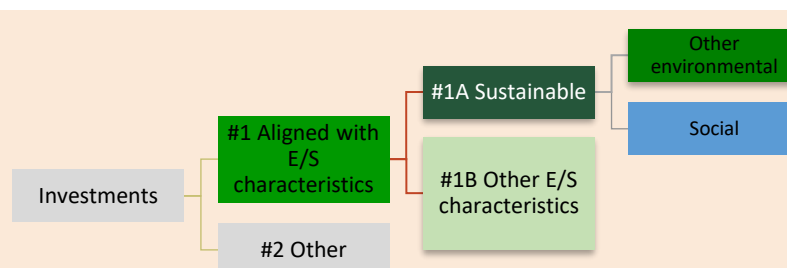 Investments
#1 Aligned with
E/S
characteristics
#2 Other
#1A Sustainable
#1B Other E/S
characteristics
Other
environmental
Social